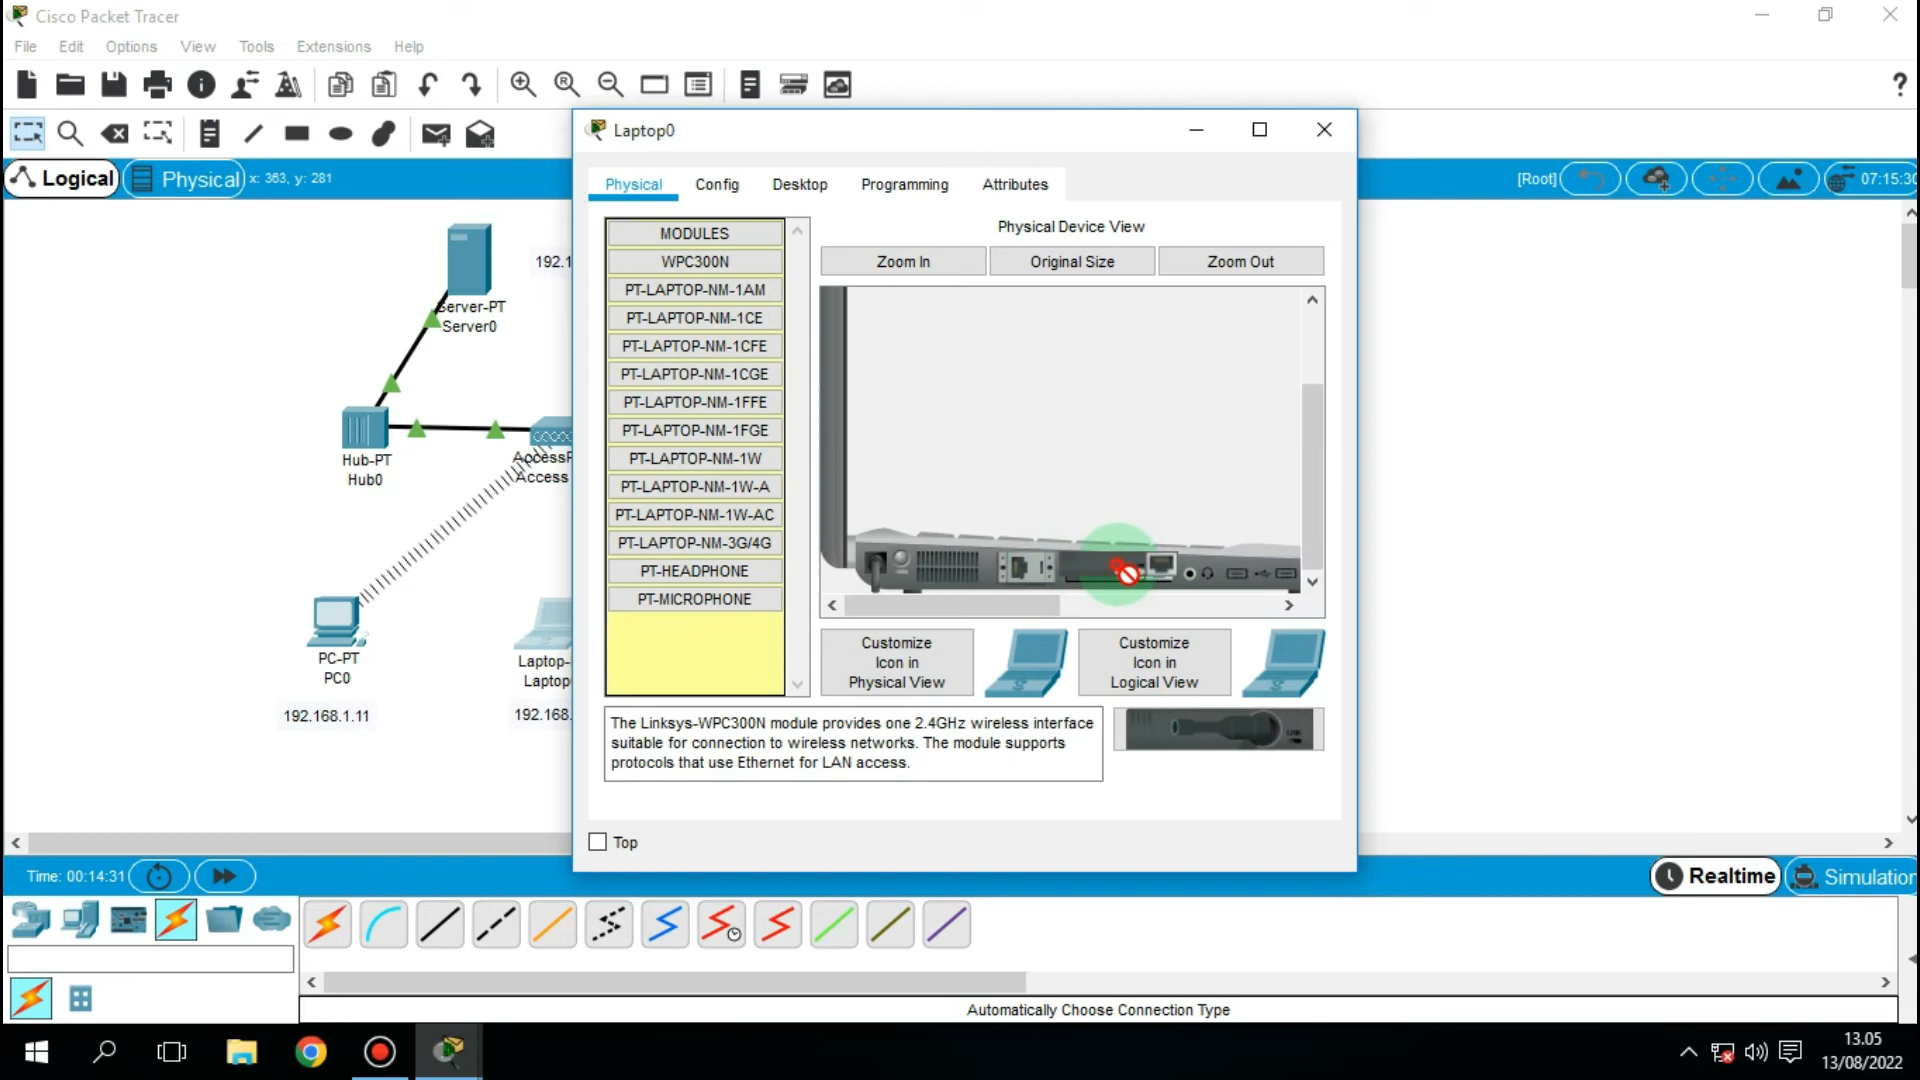 Cisco Packet Tracer
File Edit Options View Tools Extensions Help
Logical Physical x: 363, y: 281
[Root] 07:15:30
Server-PT
Server0
192.1
Hub-PT
Hub0
Access
PC-PT
PC0
192.168.1.11
Laptop-
Laptop
192.168.
Laptop0
Physical Config Desktop Programming Attributes
MODULES
WPC300N
PT-LAPTOP-NM-1AM
PT-LAPTOP-NM-1CE
PT-LAPTOP-NM-1CFE
PT-LAPTOP-NM-1CGE
PT-LAPTOP-NM-1FFE
PT-LAPTOP-NM-1FGE
PT-LAPTOP-NM-1W
PT-LAPTOP-NM-1W-A
PT-LAPTOP-NM-1W-AC
PT-LAPTOP-NM-3G/4G
PT-HEADPHONE
PT-MICROPHONE
Physical Device View
Zoom In Original Size Zoom Out
Customize
Icon in
Physical View
Customize
Icon in
Logical View
The Linksys-WPC300N module provides one 2.4GHz wireless interface
suitable for connection to wireless networks. The module supports
protocols that use Ethernet for LAN access.
Top
Time: 00:14:31
Realtime Simulation
Automatically Choose Connection Type
13.05
13/08/2022